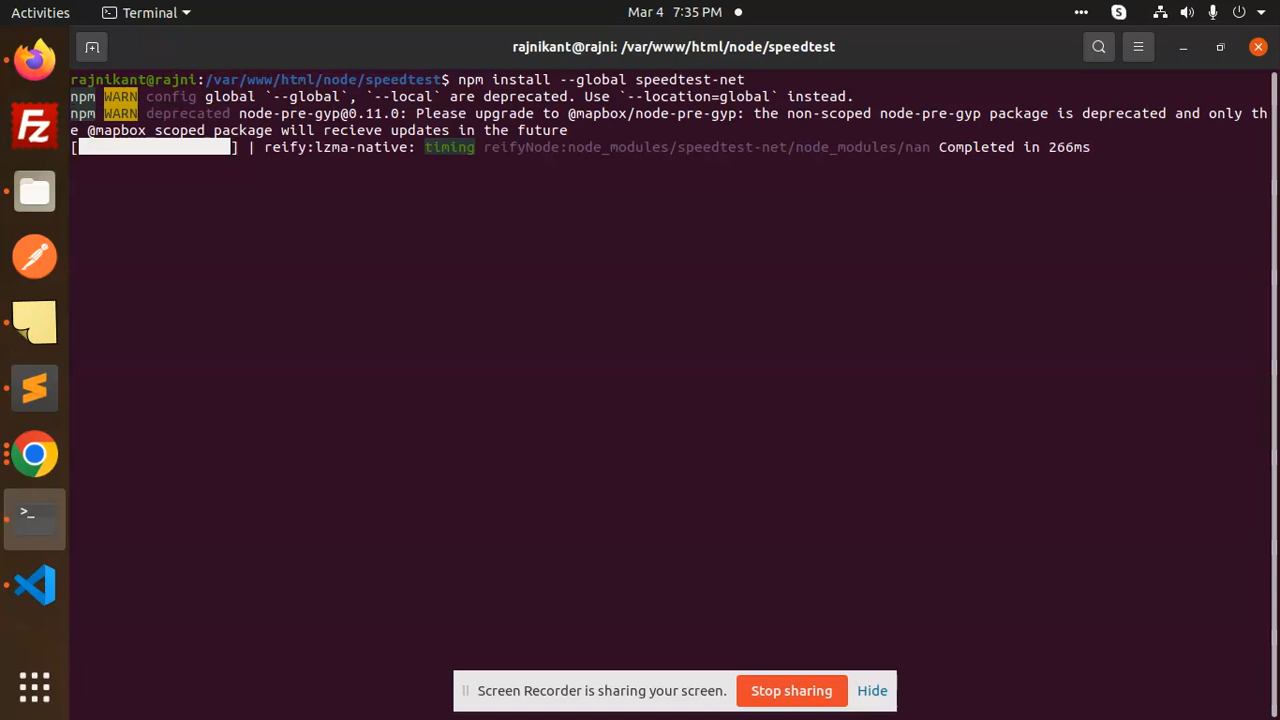 Activities Terminal Mar 4 7:35 PM
rajnikant@rajni: /var/www/html/node/speedtest
rajnikant@rajni:/var/www/html/node/speedtest$ npm install --global speedtest-net
npm WARN config global `--global`, `--local` are deprecated. Use `--location=global` instead.
npm WARN deprecated node-pre-gyp@0.11.0: Please upgrade to @mapbox/node-pre-gyp: the non-scoped node-pre-gyp package is deprecated and only th
e @mapbox scoped package will recieve updates in the future
[                  ] | reify:lzma-native: timing reifyNode:node_modules/speedtest-net/node_modules/nan Completed in 266ms
Screen Recorder is sharing your screen. Stop sharing Hide